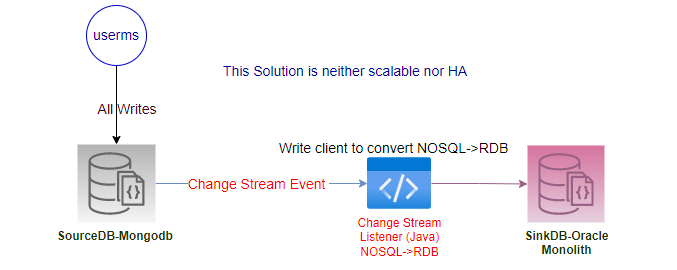 userms
This Solution is neither scalable nor HA
All Writes
Write client to convert NOSQL->RDB
Change Stream Event
SourceDB-Mongodb
Change Stream
Listener (Java)
NOSQL->RDB
SinkDB-Oracle
Monolith